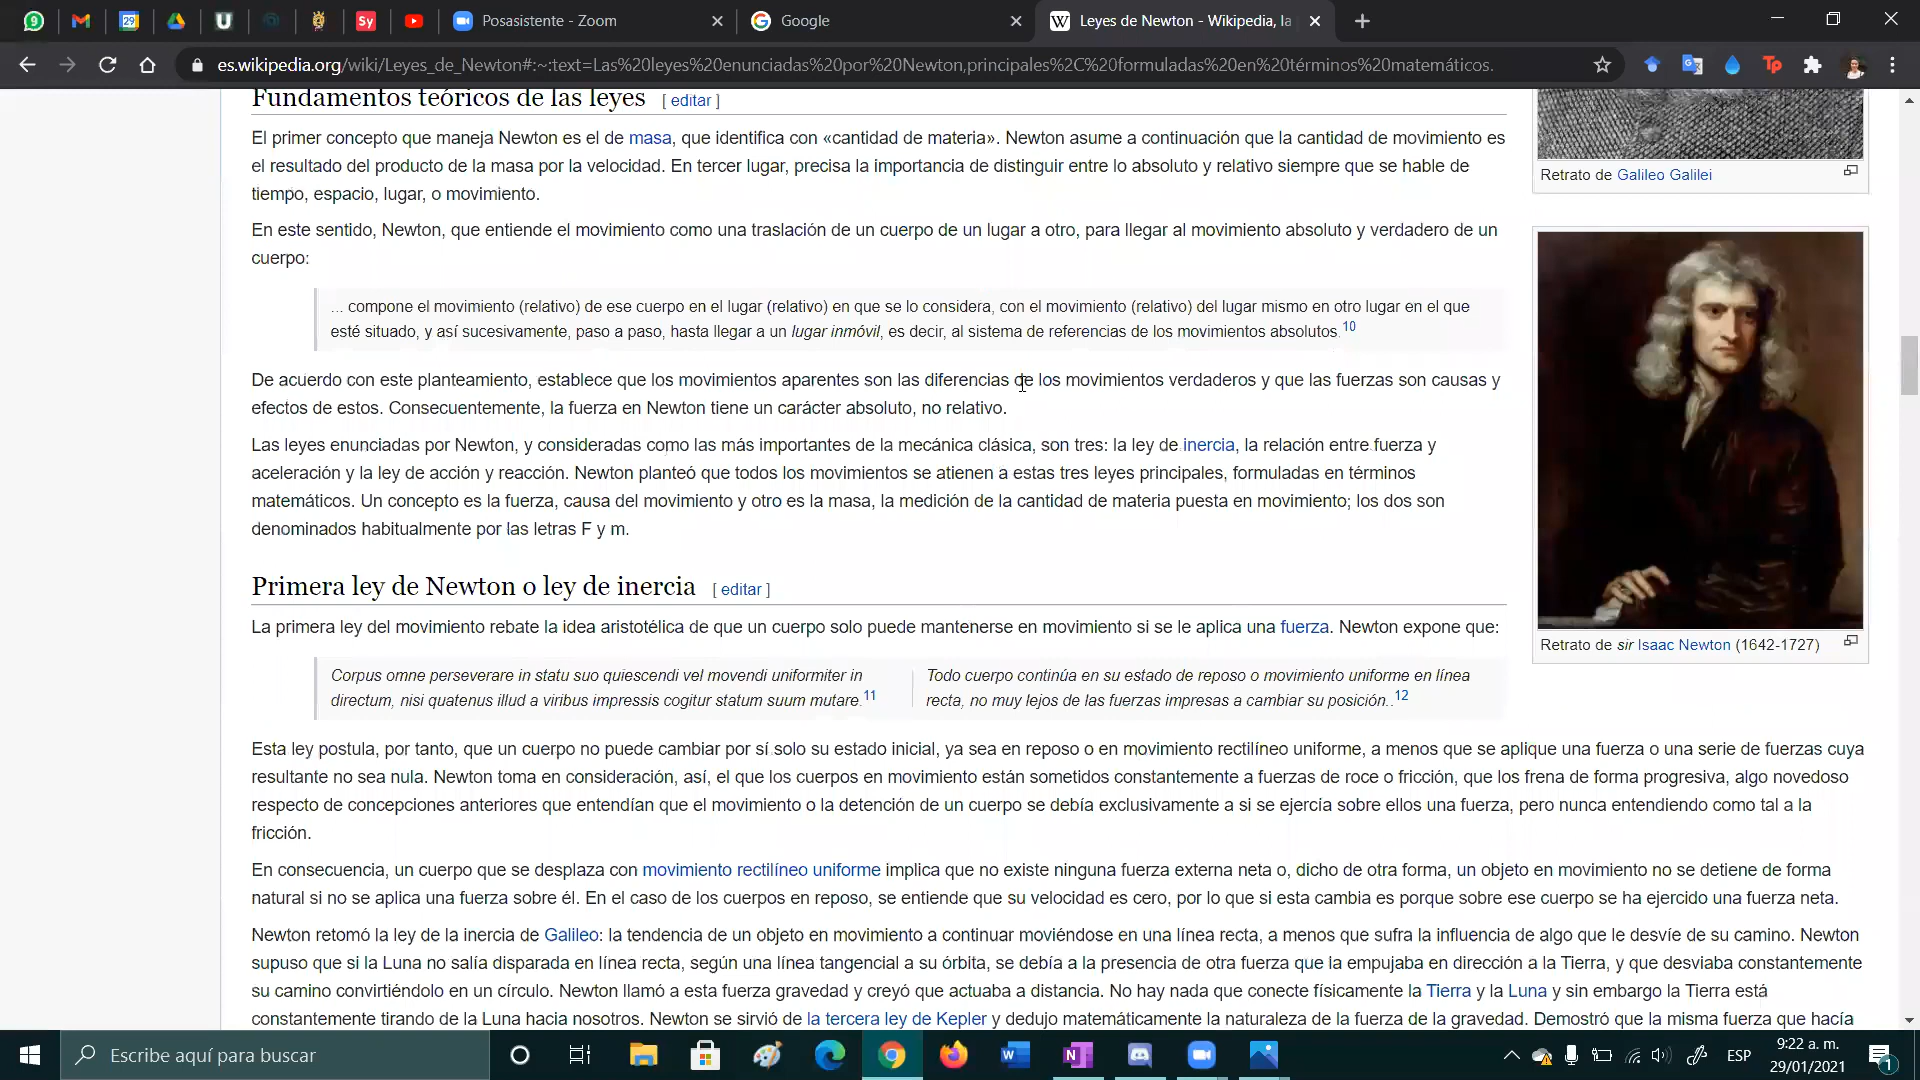 9
29
U
Sy
Posasistente - Zoom
Google
W Leyes de Newton - Wikipedia, la
es.wikipedia.org/wiki/Leyes_de_Newton#:~:text=Las%20leyes%20enunciadas%20por%20Newton,principales%2C%20formuladas%20en%20términos%20matemáticos.
Fundamentos teóricos de las leyes [ editar ]
El primer concepto que maneja Newton es el de masa, que identifica con «cantidad de materia». Newton asume a continuación que la cantidad de movimiento es
el resultado del producto de la masa por la velocidad. En tercer lugar, precisa la importancia de distinguir entre lo absoluto y relativo siempre que se hable de
tiempo, espacio, lugar, o movimiento.
En este sentido, Newton, que entiende el movimiento como una traslación de un cuerpo de un lugar a otro, para llegar al movimiento absoluto y verdadero de un
cuerpo:
... compone el movimiento (relativo) de ese cuerpo en el lugar (relativo) en que se lo considera, con el movimiento (relativo) del lugar mismo en otro lugar en el que
esté situado, y así sucesivamente, paso a paso, hasta llegar a un lugar inmóvil, es decir, al sistema de referencias de los movimientos absolutos.10
De acuerdo con este planteamiento, establece que los movimientos aparentes son las diferencias de los movimientos verdaderos y que las fuerzas son causas y
efectos de estos. Consecuentemente, la fuerza en Newton tiene un carácter absoluto, no relativo.
Las leyes enunciadas por Newton, y consideradas como las más importantes de la mecánica clásica, son tres: la ley de inercia, la relación entre fuerza y
aceleración y la ley de acción y reacción. Newton planteó que todos los movimientos se atienen a estas tres leyes principales, formuladas en términos
matemáticos. Un concepto es la fuerza, causa del movimiento y otro es la masa, la medición de la cantidad de materia puesta en movimiento; los dos son
denominados habitualmente por las letras F y m.
Primera ley de Newton o ley de inercia [ editar ]
La primera ley del movimiento rebate la idea aristotélica de que un cuerpo solo puede mantenerse en movimiento si se le aplica una fuerza. Newton expone que:
Corpus omne perseverare in statu suo quiescendi vel movendi uniformiter in
directum, nisi quatenus illud a viribus impressis cogitur statum suum mutare.11
Todo cuerpo continúa en su estado de reposo o movimiento uniforme en línea
recta, no muy lejos de las fuerzas impresas a cambiar su posición..12
Esta ley postula, por tanto, que un cuerpo no puede cambiar por sí solo su estado inicial, ya sea en reposo o en movimiento rectilíneo uniforme, a menos que se aplique una fuerza o una serie de fuerzas cuya
resultante no sea nula. Newton toma en consideración, así, el que los cuerpos en movimiento están sometidos constantemente a fuerzas de roce o fricción, que los frena de forma progresiva, algo novedoso
respecto de concepciones anteriores que entendían que el movimiento o la detención de un cuerpo se debía exclusivamente a si se ejercía sobre ellos una fuerza, pero nunca entendiendo como tal a la
fricción.
En consecuencia, un cuerpo que se desplaza con movimiento rectilíneo uniforme implica que no existe ninguna fuerza externa neta o, dicho de otra forma, un objeto en movimiento no se detiene de forma
natural si no se aplica una fuerza sobre él. En el caso de los cuerpos en reposo, se entiende que su velocidad es cero, por lo que si esta cambia es porque sobre ese cuerpo se ha ejercido una fuerza neta.
Newton retomó la ley de la inercia de Galileo: la tendencia de un objeto en movimiento a continuar moviéndose en una línea recta, a menos que sufra la influencia de algo que le desvíe de su camino. Newton
supuso que si la Luna no salía disparada en línea recta, según una línea tangencial a su órbita, se debía a la presencia de otra fuerza que la empujaba en dirección a la Tierra, y que desviaba constantemente
su camino convirtiéndolo en un círculo. Newton llamó a esta fuerza gravedad y creyó que actuaba a distancia. No hay nada que conecte físicamente la Tierra y la Luna y sin embargo la Tierra está
constantemente tirando de la Luna hacia nosotros. Newton se sirvió de la tercera ley de Kepler y dedujo matemáticamente la naturaleza de la fuerza de la gravedad. Demostró que la misma fuerza que hacía
Retrato de Galileo Galilei
Retrato de sir Isaac Newton (1642-1727)
Escribe aquí para buscar
ESP
9:22 a. m.
29/01/2021
1